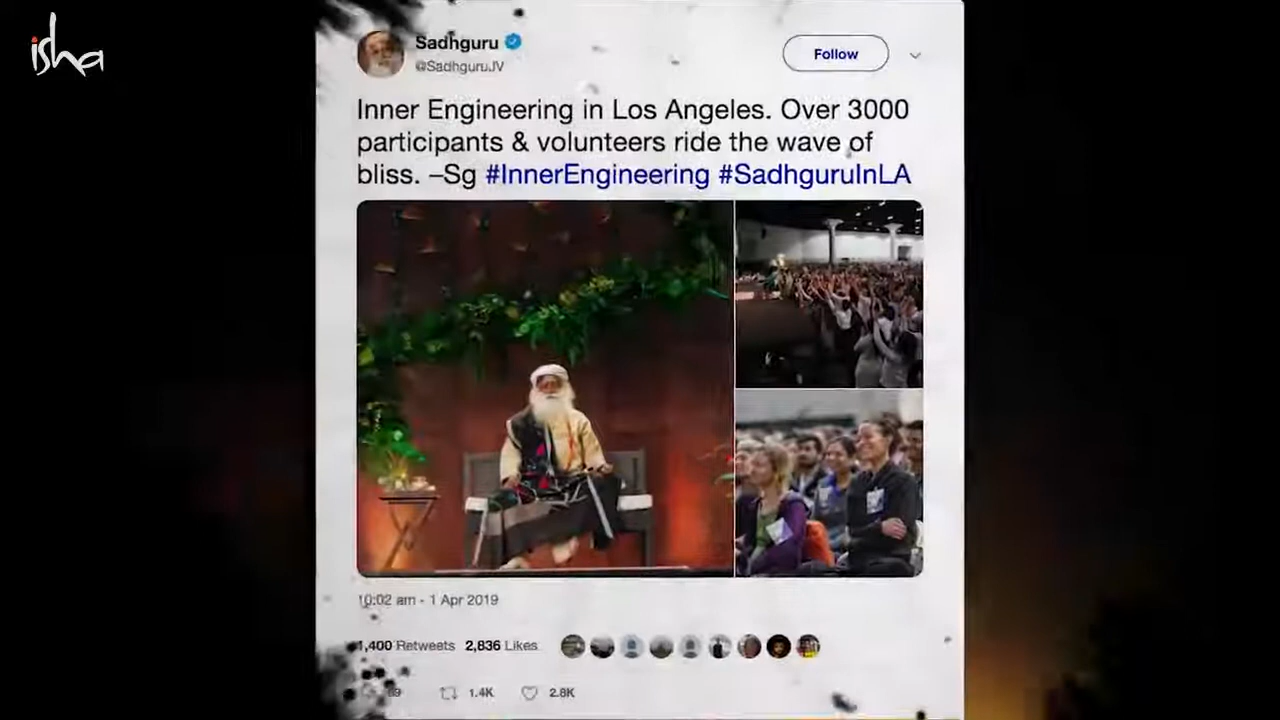 isha
Sadhguru
@SadhguruJV
Follow
Inner Engineering in Los Angeles. Over 3000
participants & volunteers ride the wave of
bliss. –Sg #InnerEngineering #SadhguruInLA
10:02 am - 1 Apr 2019
1,400 Retweets 2,836 Likes
1.4K 2.8K